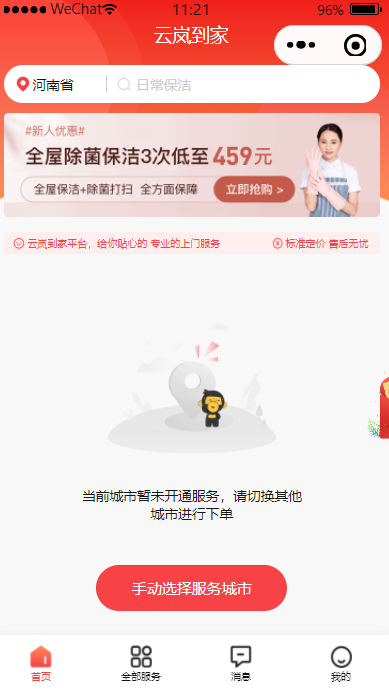 WeChat 11:21 96%
云岚到家
河南省 日常保洁
#新人优惠#
全屋除菌保洁3次低至 459元
全屋保洁+除菌打扫 全方面保障 立即抢购 >
云岚到家平台，给你贴心的 专业的上门服务 标准定价 售后无忧
当前城市暂未开通服务，请切换其他
城市进行下单
手动选择服务城市
首页 全部服务 消息 我的